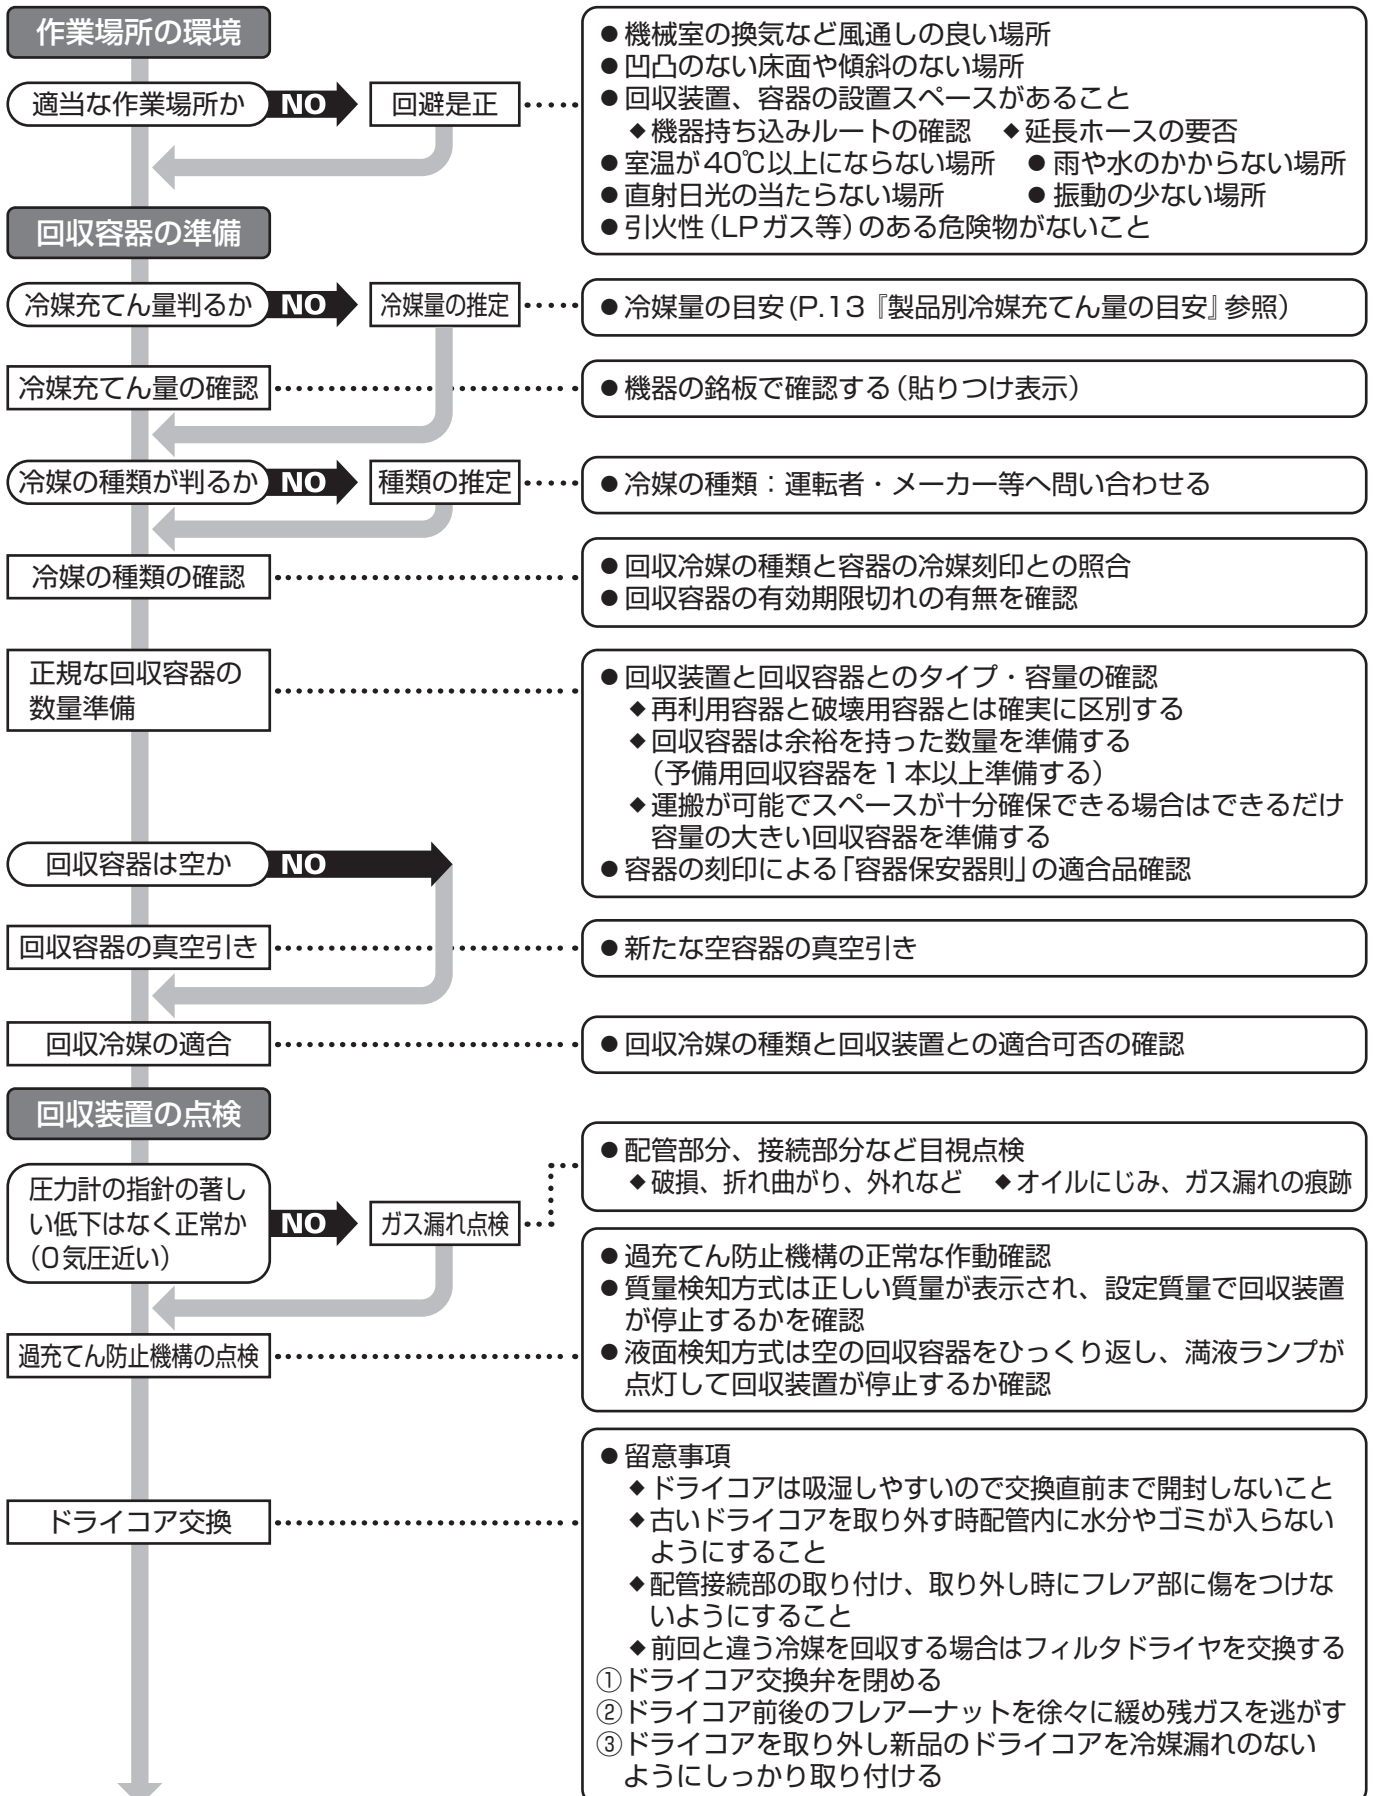 作業場所の環境
適当な作業場所か NO 回避是正
●機械室の換気など風通しの良い場所
●凹凸のない床面や傾斜のない場所
●回収装置、容器の設置スペースがあること
◆機器持ち込みルートの確認 ◆延長ホースの要否
●室温が40℃以上にならない場所 ●雨や水のかからない場所
●直射日光の当たらない場所 ●振動の少ない場所
●引火性(LPガス等)のある危険物がないこと
回収容器の準備
冷媒充てん量判るか NO 冷媒量の推定
●冷媒量の目安(P.13『製品別冷媒充てん量の目安』参照)
冷媒充てん量の確認
●機器の銘板で確認する(貼りつけ表示)
冷媒の種類が判るか NO 種類の推定
●冷媒の種類：運転者・メーカー等へ問い合わせる
冷媒の種類の確認
●回収冷媒の種類と容器の冷媒刻印との照合
●回収容器の有効期限切れの有無を確認
正規な回収容器の
数量準備
●回収装置と回収容器とのタイプ・容量の確認
◆再利用容器と破壊用容器とは確実に区別する
◆回収容器は余裕を持った数量を準備する
(予備用回収容器を1本以上準備する)
◆運搬が可能でスペースが十分確保できる場合はできるだけ
容量の大きい回収容器を準備する
●容器の刻印による「容器保安器則」の適合品確認
回収容器は空か NO
回収容器の真空引き
●新たな空容器の真空引き
回収冷媒の適合
●回収冷媒の種類と回収装置との適合可否の確認
回収装置の点検
圧力計の指針の著し
い低下はなく正常か
(0気圧近い)
NO ガス漏れ点検
●配管部分、接続部分など目視点検
◆破損、折れ曲がり、外れなど ◆オイルにじみ、ガス漏れの痕跡
過充てん防止機構の点検
●過充てん防止機構の正常な作動確認
●質量検知方式は正しい質量が表示され、設定質量で回収装置
が停止するかを確認
●液面検知方式は空の回収容器をひっくり返し、満液ランプが
点灯して回収装置が停止するか確認
ドライコア交換
●留意事項
◆ドライコアは吸湿しやすいので交換直前まで開封しないこと
◆古いドライコアを取り外す時配管内に水分やゴミが入らない
ようにすること
◆配管接続部の取り付け、取り外し時にフレア部に傷をつけな
いようにすること
◆前回と違う冷媒を回収する場合はフィルタドライヤを交換する
①ドライコア交換弁を閉める
②ドライコア前後のフレアーナットを徐々に緩め残ガスを逃がす
③ドライコアを取り外し新品のドライコアを冷媒漏れのない
ようにしっかり取り付ける